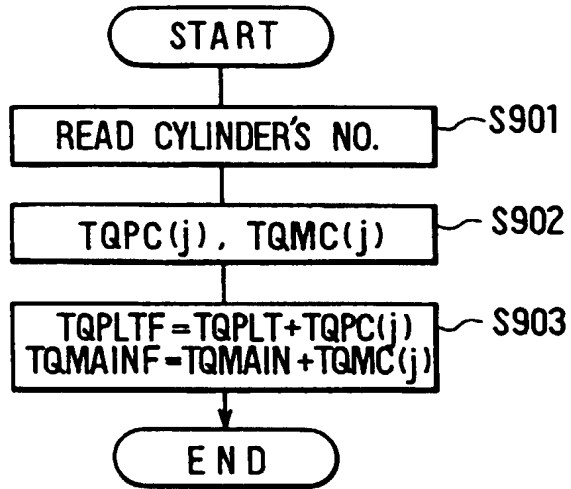 START
READ CYLINDER'S NO.
S901
TQPC(j), TQMC(j)
S902
TQPLTF=TQPLT+TQPC(j)
TQMAINF=TQMAIN+TQMC(j)
S903
END